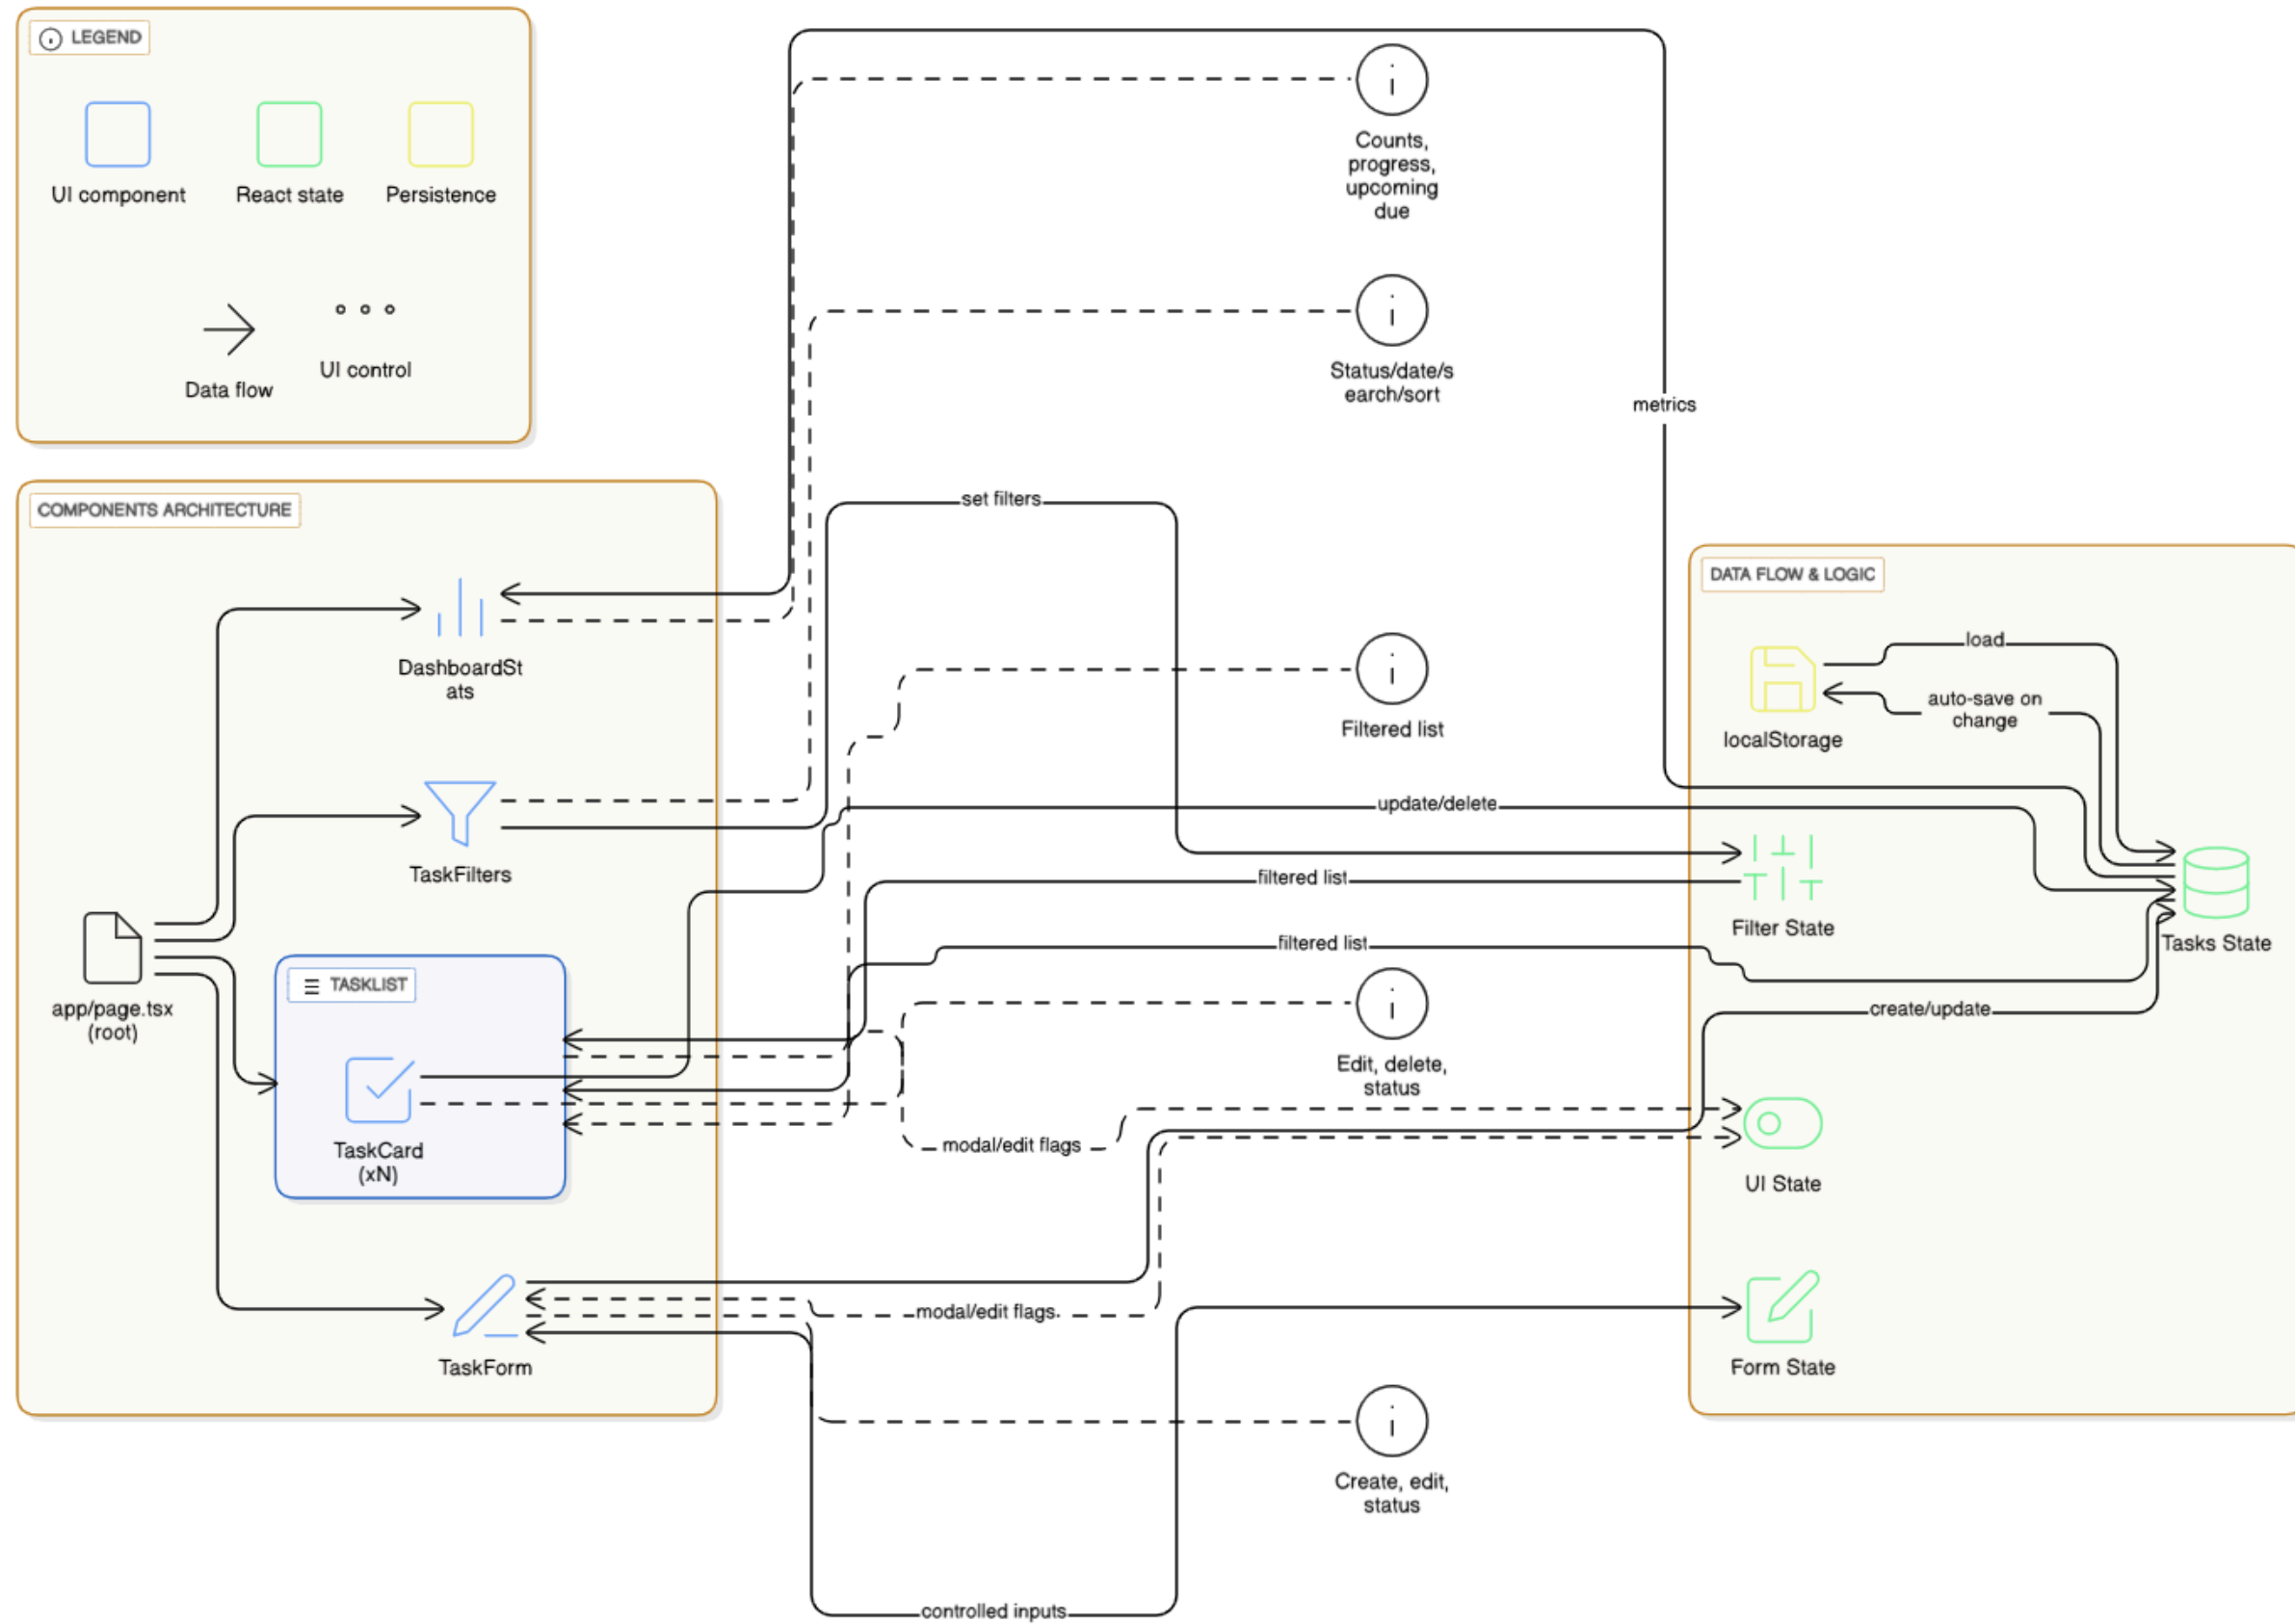 LEGEND
UI component
React state
Persistence
Data flow
UI control
Counts,
progress,
upcoming
due
Status/date/s
earch/sort
metrics
COMPONENTS ARCHITECTURE
set filters
DATA FLOW & LOGIC
DashboardSt
ats
load
auto-save on
change
localStorage
Filtered list
TaskFilters
update/delete
filtered list
Filter State
filtered list
Tasks State
app/page.tsx
(root)
TASKLIST
create/update
TaskCard
(xN)
Edit, delete,
status
modal/edit flags
UI State
modal/edit flags
TaskForm
Form State
Create, edit,
status
controlled inputs